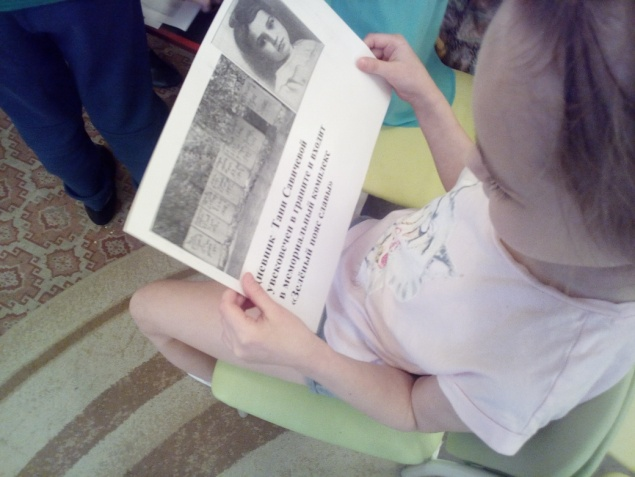 Дневник Тани Савичевой
увековечен в граните и входит
в мемориальный комплекс
«Зелёный пояс славы»